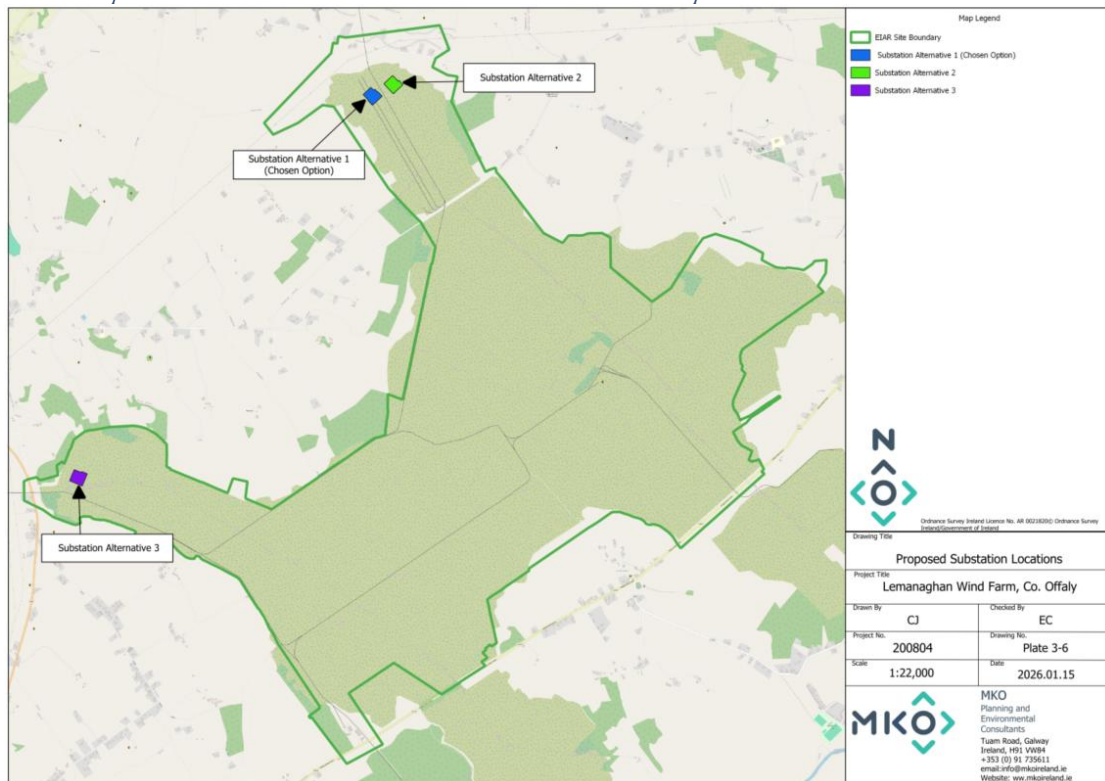 Substation Alternative 2
Substation Alternative 1
(Chosen Option)
Substation Alternative 3
Map Legend
EIAR Site Boundary
Substation Alternative 1 (Chosen Option)
Substation Alternative 2
Substation Alternative 3
N
Ordnance Survey Ireland Licence No. AR 0021820© Ordnance Survey
Ireland/Government of Ireland
Drawing Title
Proposed Substation Locations
Project Title
Lemanaghan Wind Farm, Co. Offaly
Drawn By
Checked By
CJ
EC
Project No.
Drawing No.
200804
Plate 3-6
Scale
Date
1:22,000
2026.01.15
MKO
MKO
Planning and
Environmental
Consultants
Tuam Road, Galway
Ireland, H91 VW84
+353 (0) 91 735611
email:info@mkoireland.ie
Website: ww.mkoireland.ie